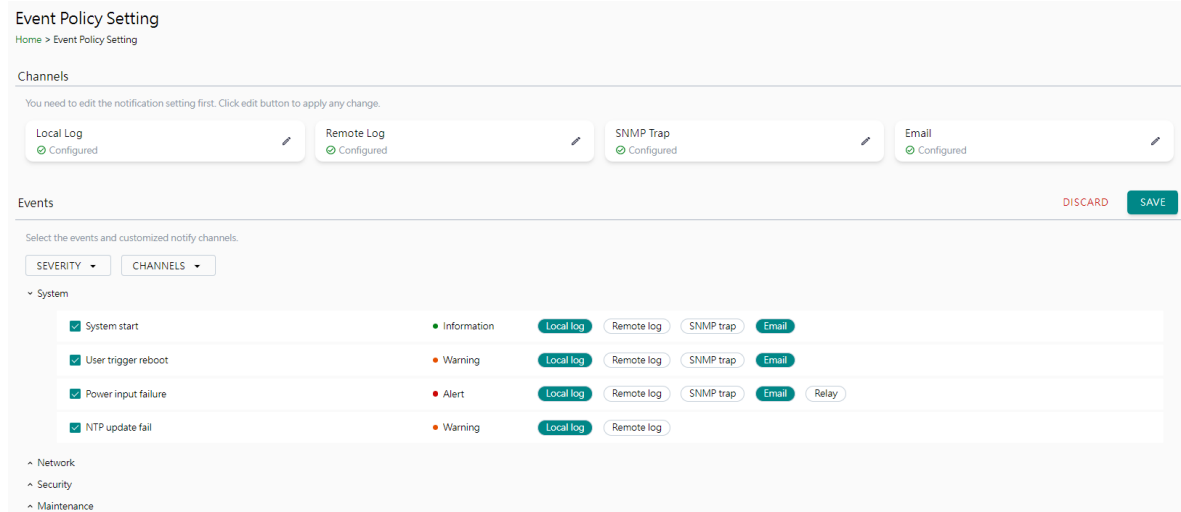 Event Policy Setting
Home > Event Policy Setting
Channels
You need to edit the notification setting first. Click edit button to apply any change.
Local Log
Configured
Remote Log
Configured
SNMP Trap
Configured
Email
Configured
Events
DISCARD SAVE
Select the events and customized notify channels.
SEVERITY CHANNELS
System
System start Information Local log Remote log SNMP trap Email
User trigger reboot Warning Local log Remote log SNMP trap Email
Power input failure Alert Local log Remote log SNMP trap Email Relay
NTP update fail Warning Local log Remote log
Network
Security
Maintenance